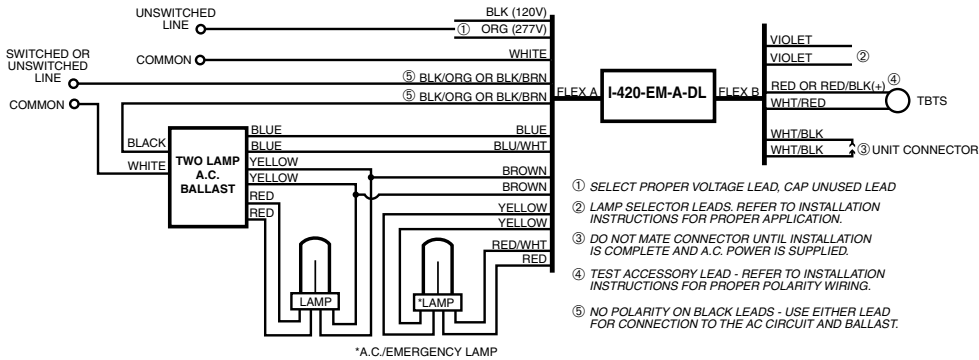 UNSWITCHED
LINE
BLK (120V)
① ORG (277V)
COMMON
WHITE
SWITCHED OR
UNSWITCHED
LINE
⑤ BLK/ORG OR BLK/BRN
COMMON
⑤ BLK/ORG OR BLK/BRN
FLEX A
I-420-EM-A-DL
FLEX B
VIOLET
VIOLET
②
RED OR RED/BLK(+)
④
WHT/RED
TBTS
WHT/BLK
WHT/BLK
③ UNIT CONNECTOR
BLACK
WHITE
TWO LAMP
A.C.
BALLAST
BLUE
BLUE
YELLOW
YELLOW
RED
RED
BLUE
BLU/WHT
BROWN
BROWN
YELLOW
YELLOW
RED/WHT
RED
LAMP
*LAMP
*A.C./EMERGENCY LAMP
① SELECT PROPER VOLTAGE LEAD, CAP UNUSED LEAD
② LAMP SELECTOR LEADS. REFER TO INSTALLATION
INSTRUCTIONS FOR PROPER APPLICATION.
③ DO NOT MATE CONNECTOR UNTIL INSTALLATION
IS COMPLETE AND A.C. POWER IS SUPPLIED.
④ TEST ACCESSORY LEAD - REFER TO INSTALLATION
INSTRUCTIONS FOR PROPER POLARITY WIRING.
⑤ NO POLARITY ON BLACK LEADS - USE EITHER LEAD
FOR CONNECTION TO THE AC CIRCUIT AND BALLAST.